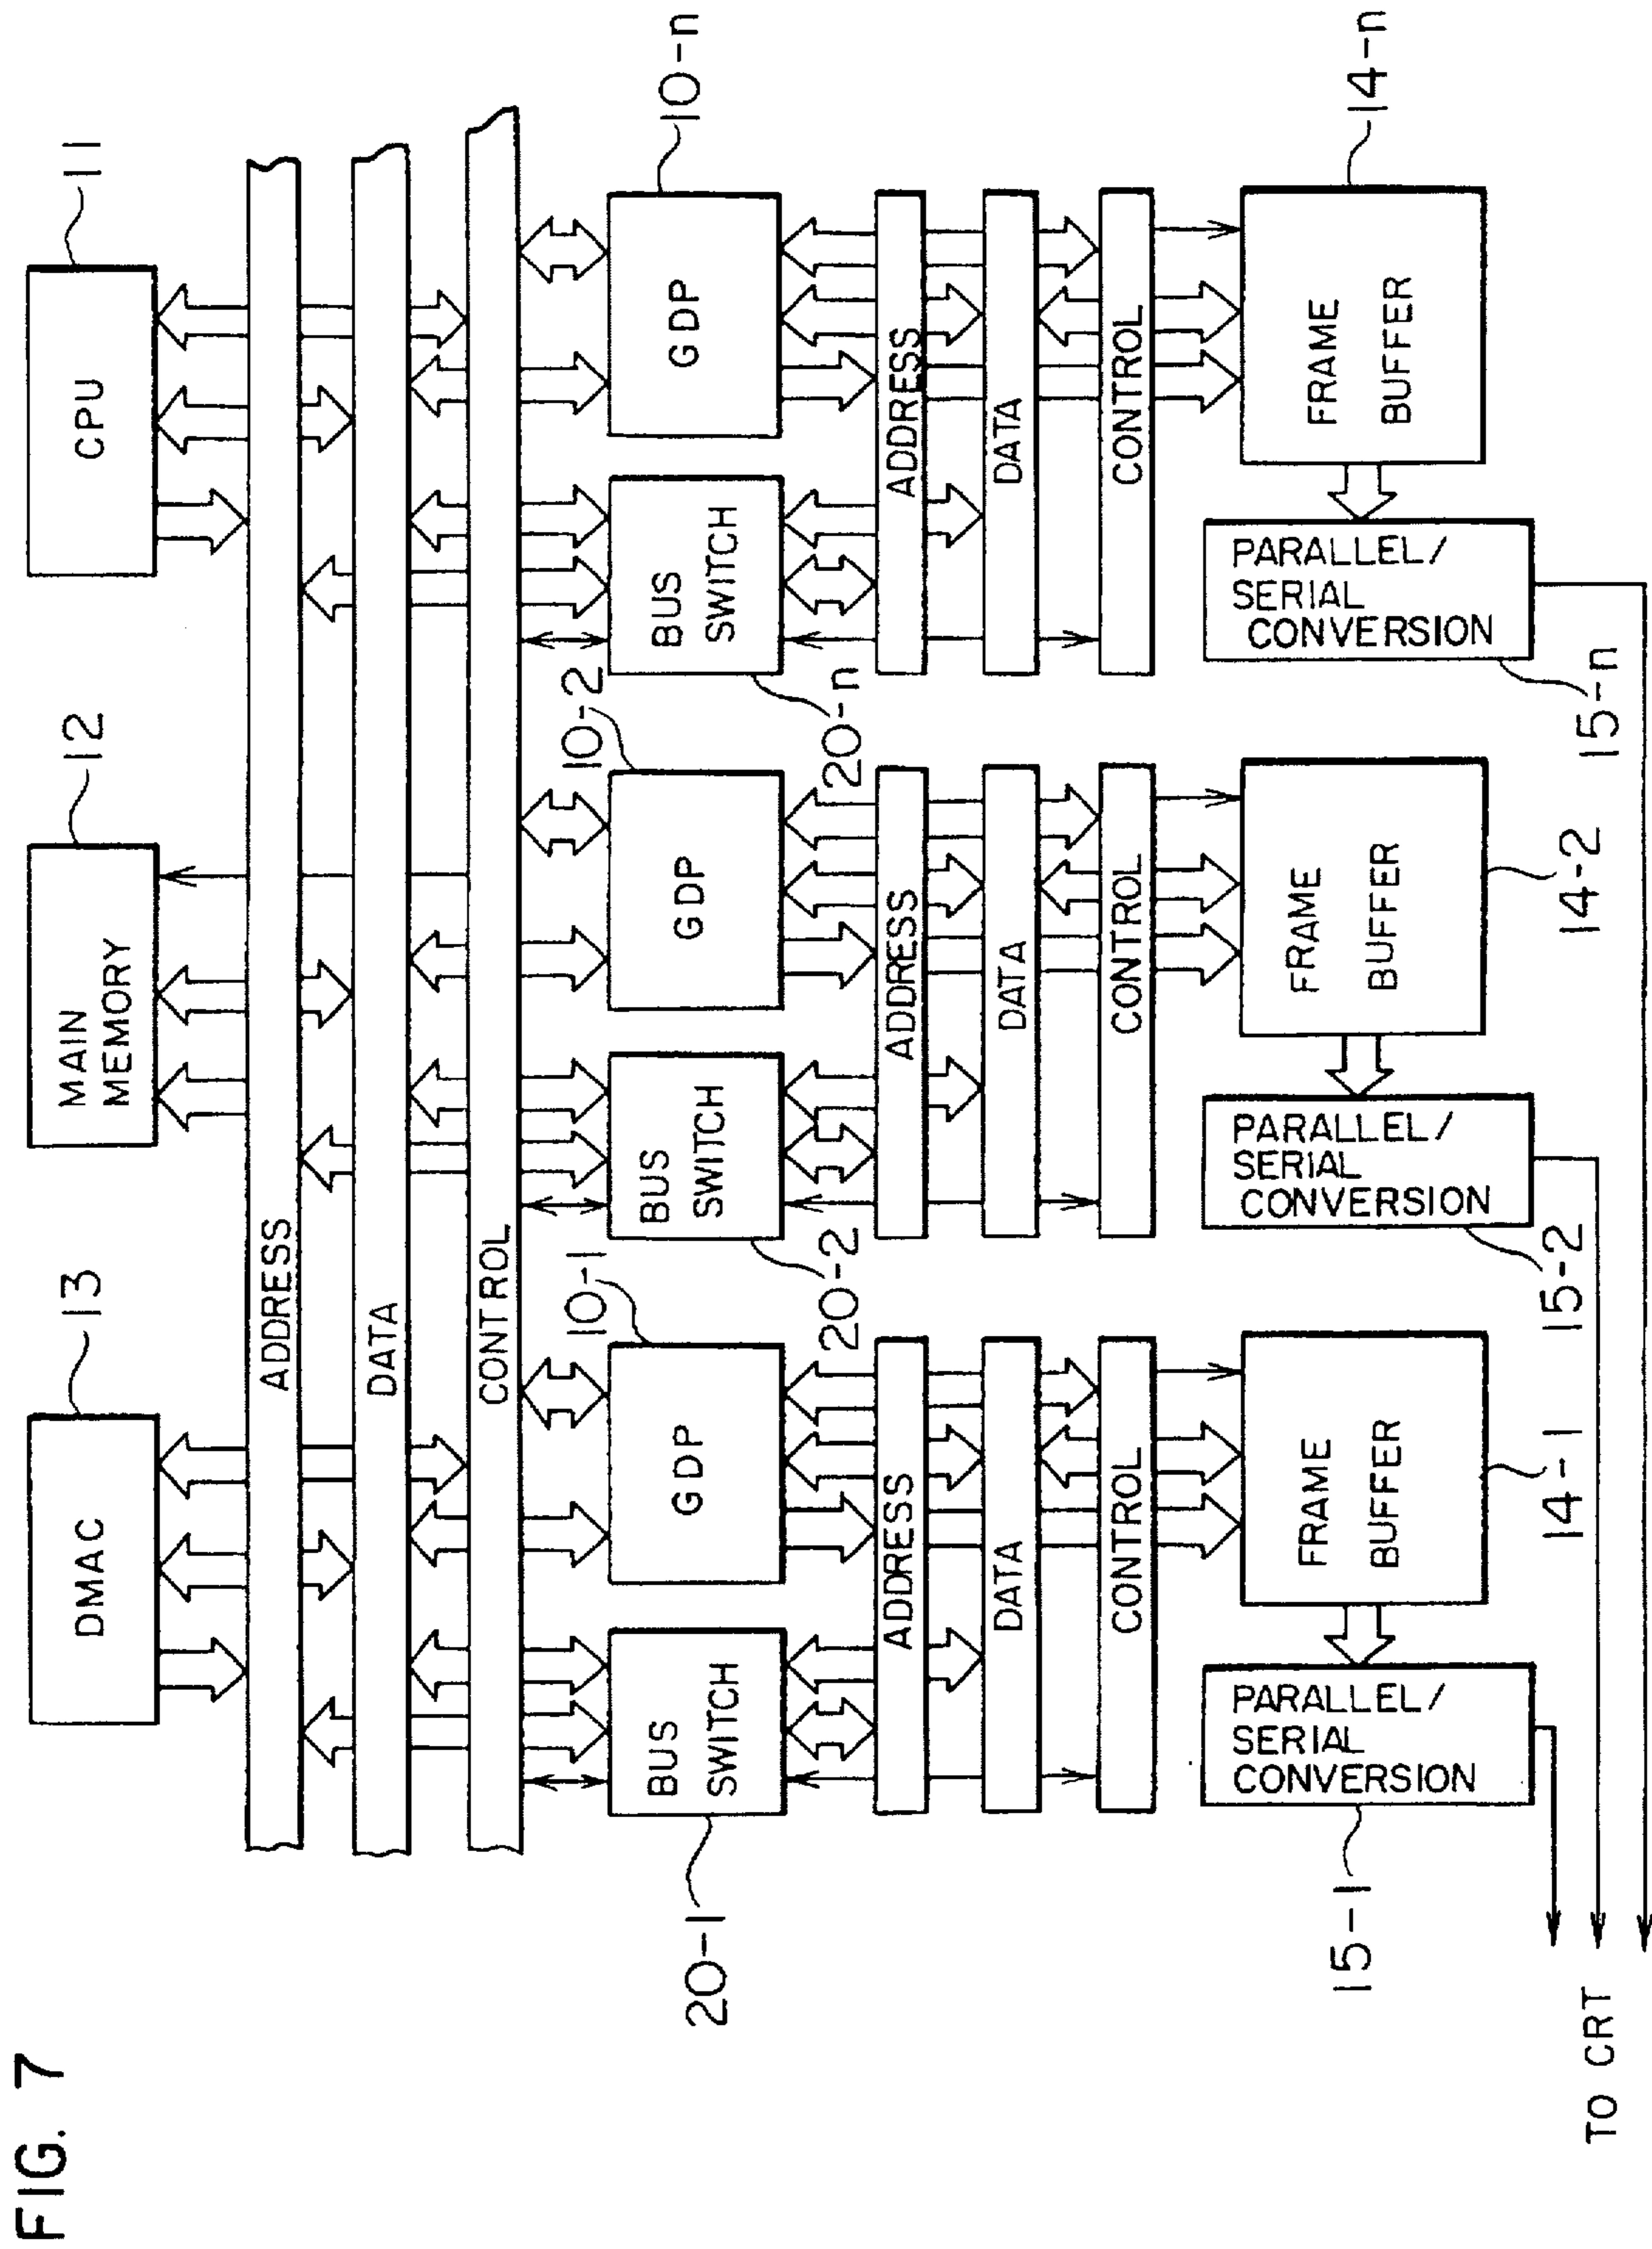 FIG. 7
13
12
11
DMAC
MAIN
MEMORY
CPU
ADDRESS
DATA
CONTROL
20-1
10-1
20-2
10-2
20-n
10-n
BUS
SWITCH
GDP
BUS
SWITCH
GDP
BUS
SWITCH
GDP
ADDRESS
ADDRESS
ADDRESS
DATA
DATA
DATA
CONTROL
CONTROL
CONTROL
15-1
14-1
15-2
14-2
15-n
14-n
PARALLEL/
SERIAL
CONVERSION
FRAME
BUFFER
PARALLEL/
SERIAL
CONVERSION
FRAME
BUFFER
PARALLEL/
SERIAL
CONVERSION
FRAME
BUFFER
TO CRT